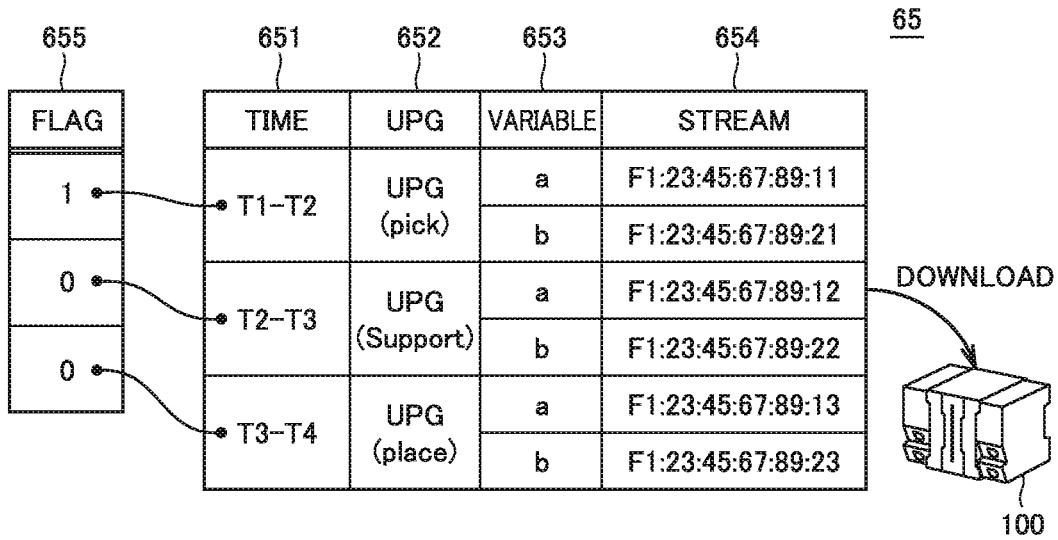 65
655 651 652 653 654
FLAG TIME UPG VARIABLE STREAM
1 T1-T2 UPG (pick) a F1:23:45:67:89:11
b F1:23:45:67:89:21
0 T2-T3 UPG (Support) a F1:23:45:67:89:12
b F1:23:45:67:89:22
0 T3-T4 UPG (place) a F1:23:45:67:89:13
b F1:23:45:67:89:23
DOWNLOAD
100